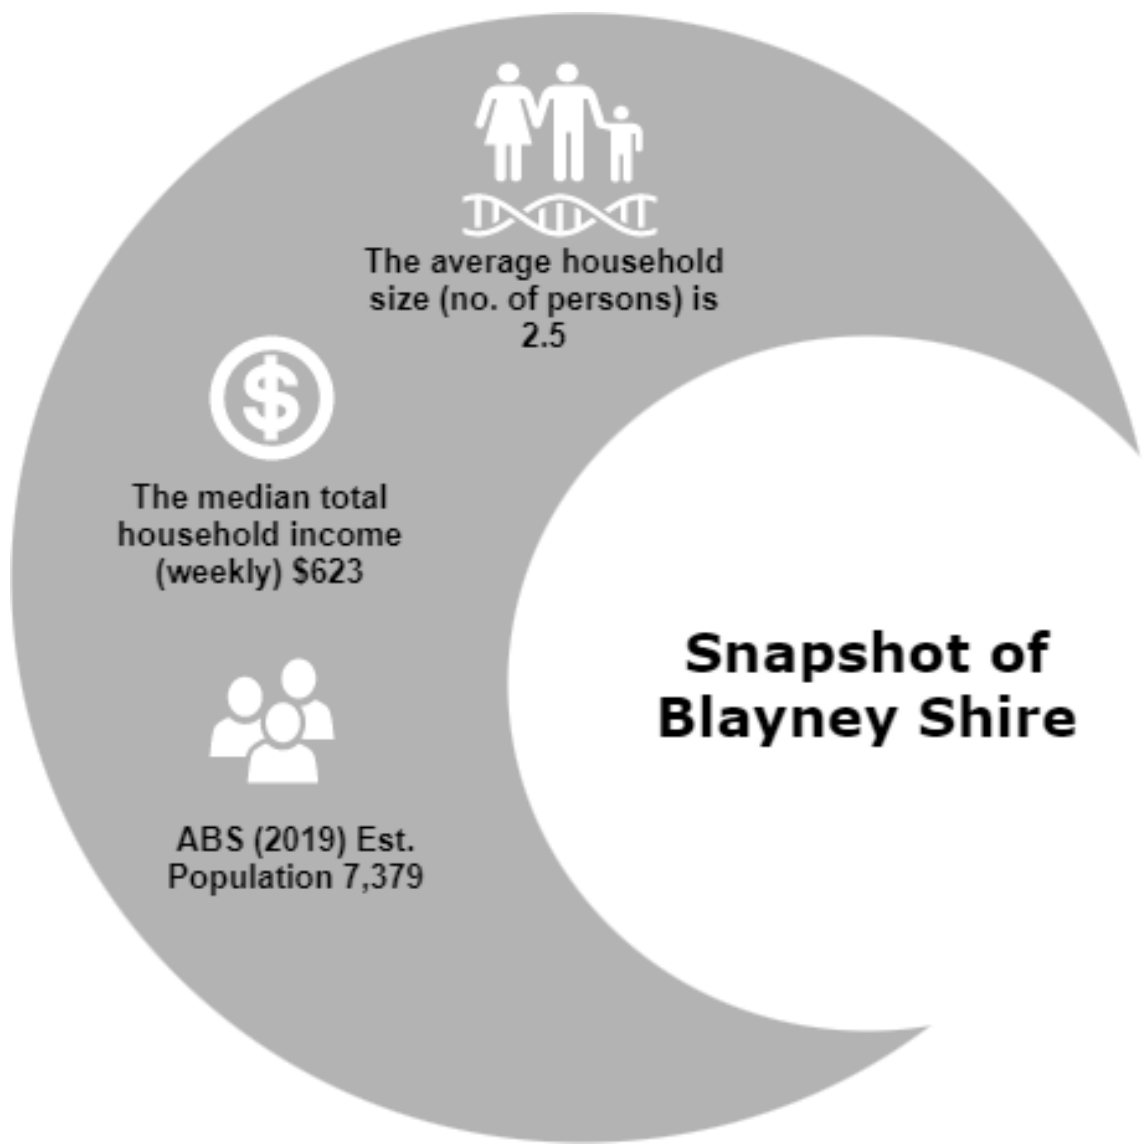 The average household
size (no. of persons) is
2.5
The median total
household income
(weekly) $623
Snapshot of
Blayney Shire
ABS (2019) Est.
Population 7,379